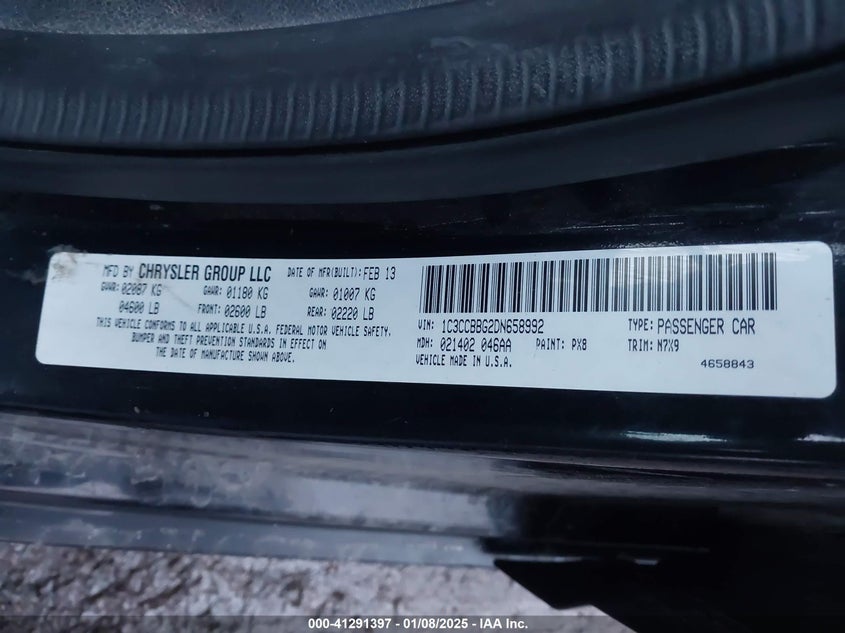 MFD BY CHRYSLER GROUP LLC DATE OF MFR(BUILT): FEB 13
GVWR: 02087 KG GAWR: 01180 KG GAWR: 01007 KG
04600 LB FRONT: 02600 LB REAR: 02220 LB
THIS VEHICLE CONFORMS TO ALL APPLICABLE U.S.A. FEDERAL MOTOR VEHICLE SAFETY,
BUMPER AND THEFT PREVENTION STANDARDS IN EFFECT ON
THE DATE OF MANUFACTURE SHOWN ABOVE.
VIN: 1C3CCBBG2DN658992 TYPE: PASSENGER CAR
MDH: 021402 046AA PAINT: PX8 TRIM: N7X9
VEHICLE MADE IN U.S.A. 4658843
000-41291397 - 01/08/2025 - IAA Inc.